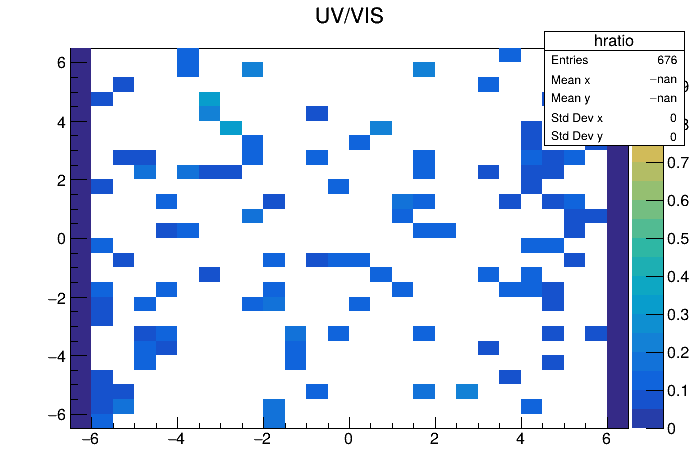 UV/VIS
hratio
Entries 676
Mean x −nan
Mean y −nan
Std Dev x 0
Std Dev y 0
6
4
2
0
−2
−4
−6
−6 −4 −2 0 2 4 6
0.7
0.6
0.5
0.4
0.3
0.2
0.1
0